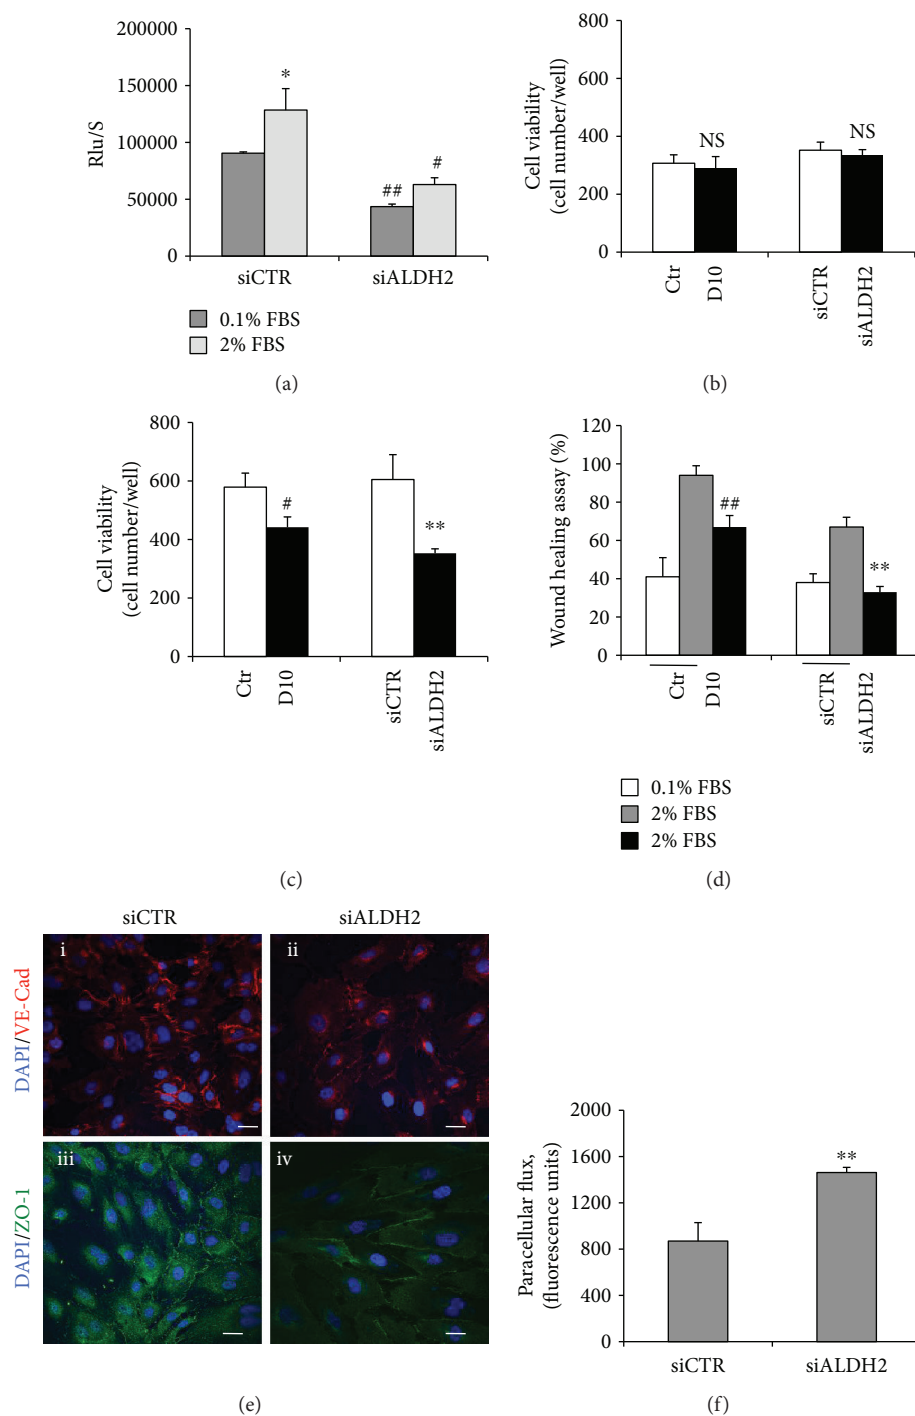 200000
150000
100000
50000
0
Rlu/S
*
##
#
siCTR
siALDH2
0.1% FBS
2% FBS
(a)
800
600
400
200
0
Cell viability
(cell number/well)
NS
NS
Ctr
D10
siCTR
siALDH2
(b)
800
600
400
200
0
Cell viability
(cell number/well)
#
**
Ctr
D10
siCTR
siALDH2
(c)
120
100
80
60
40
20
0
Wound healing assay (%)
##
**
Ctr
D10
siCTR
siALDH2
0.1% FBS
2% FBS
2% FBS
(d)
siCTR
siALDH2
DAPI/VE-Cad
i
ii
DAPI/ZO-1
iii
iv
(e)
2000
1600
1200
800
400
0
Paracellular flux,
(fluorescence units)
**
siCTR
siALDH2
(f)